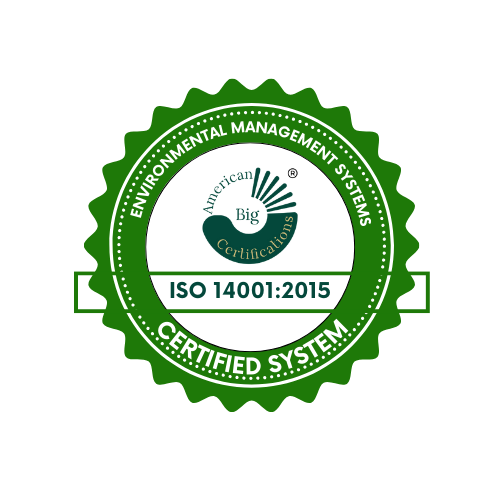 ENVIRONMENTAL MANAGEMENT SYSTEMS
American
®
Big
Certifications
ISO 14001:2015
CERTIFIED SYSTEM